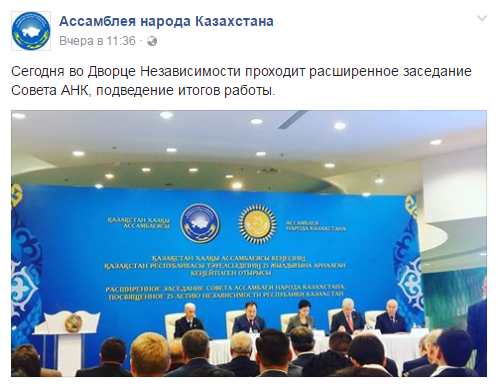 Ассамблея народа Казахстана
Вчера в 11:36 ·
Сегодня во Дворце Независимости проходит расширенное заседание
Совета АНК, подведение итогов работы.
ҚАЗАҚСТАН ХАЛҚЫ
АССАМБЛЕЯСЫ
25
АССАМБЛЕЯ
НАРОДА КАЗАХСТАНА
ҚАЗАҚСТАН ХАЛҚЫ АССАМБЛЕЯСЫ КЕҢЕСІНІҢ
ҚАЗАҚСТАН РЕСПУБЛИКАСЫ ТӘУЕЛСІЗДІГІНІҢ 25 ЖЫЛДЫҒЫНА АРНАЛҒАН
КЕҢЕЙТІЛГЕН ОТЫРЫСЫ
РАСШИРЕННОЕ ЗАСЕДАНИЕ СОВЕТА АССАМБЛЕИ НАРОДА КАЗАХСТАНА,
ПОСВЯЩЕННОЕ 25-ЛЕТИЮ НЕЗАВИСИМОСТИ РЕСПУБЛИКИ КАЗАХСТАН